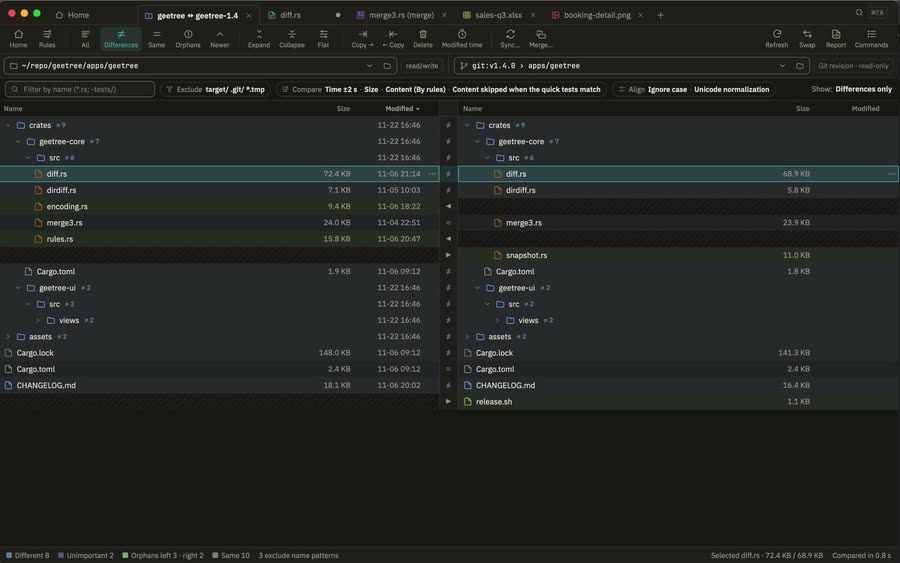 Home geetree ⇔ geetree-1.4 diff.rs merge3.rs (merge) sales-q3.xlsx booking-detail.png
Home Rules All Differences Same Orphans Newer Expand Collapse Flat Copy → ← Copy Delete Modified time Sync… Merge… Refresh Swap Report Commands
~/repo/geetree/apps/geetree read/write git:v1.4.0 › apps/geetree Git revision · read-only
Filter by name (*.rs; -tests/) Exclude target/ .git/ *.tmp Compare Time ±2 s · Size · Content (By rules) · Content skipped when the quick tests match Align Ignore case · Unicode normalization Show: Differences only
Name Size Modified Name Size Modified
crates ≠ 9 11-22 16:46 ≠ crates ≠ 9
geetree-core ≠ 7 11-22 16:46 ≠ geetree-core ≠ 7
src ≠ 6 11-22 16:46 ≠ src ≠ 6
diff.rs 72.4 KB 11-06 21:14 ≠ diff.rs 68.9 KB
dirdiff.rs 7.1 KB 11-05 10:03 ≠ dirdiff.rs 5.8 KB
encoding.rs 9.4 KB 11-06 18:22
merge3.rs 24.0 KB 11-04 22:51 ≈ merge3.rs 23.9 KB
rules.rs 15.8 KB 11-06 20:47
snapshot.rs 11.0 KB
Cargo.toml 1.9 KB 11-06 09:12 ≠ Cargo.toml 1.8 KB
geetree-ui ≠ 2 11-22 16:46 ≠ geetree-ui ≠ 2
src ≠ 2 11-22 16:46 ≠ src ≠ 2
views ≠ 2 11-22 16:46 ≠ views ≠ 2
assets ≠ 2 11-22 16:46 ≠ assets ≠ 2
Cargo.lock 148.0 KB 11-06 09:12 ≠ Cargo.lock 141.3 KB
Cargo.toml 2.4 KB 11-06 09:12 ≈ Cargo.toml 2.4 KB
CHANGELOG.md 18.1 KB 11-06 20:02 ≠ CHANGELOG.md 16.4 KB
release.sh 1.1 KB
Different 8 Unimportant 2 Orphans left 3 · right 2 Same 10 3 exclude name patterns Selected diff.rs · 72.4 KB / 68.9 KB Compared in 0.8 s